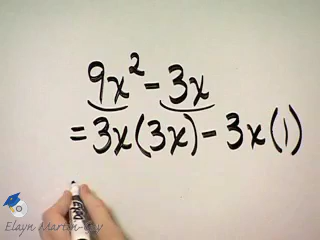 9x² - 3x
= 3x(3x) - 3x(1)
Elayn Martin-Gay